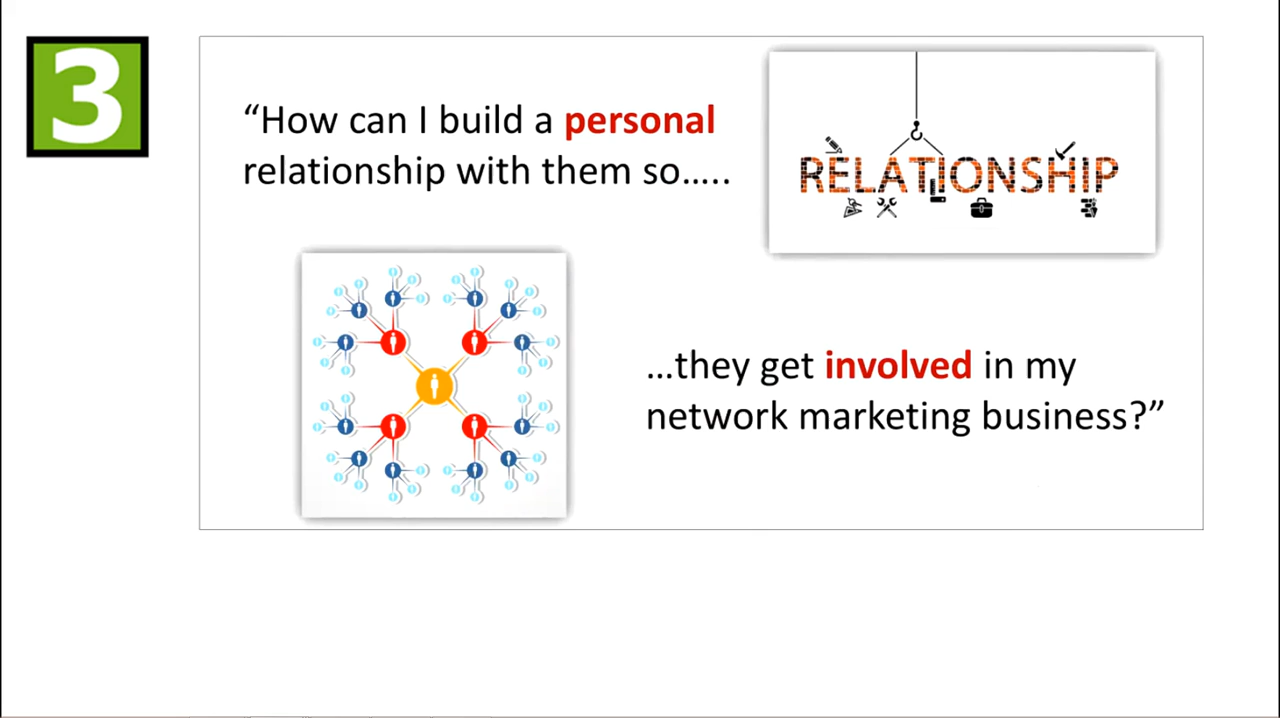 3
“How can I build a personal
relationship with them so…..
RELATIONSHIP
…they get involved in my
network marketing business?”